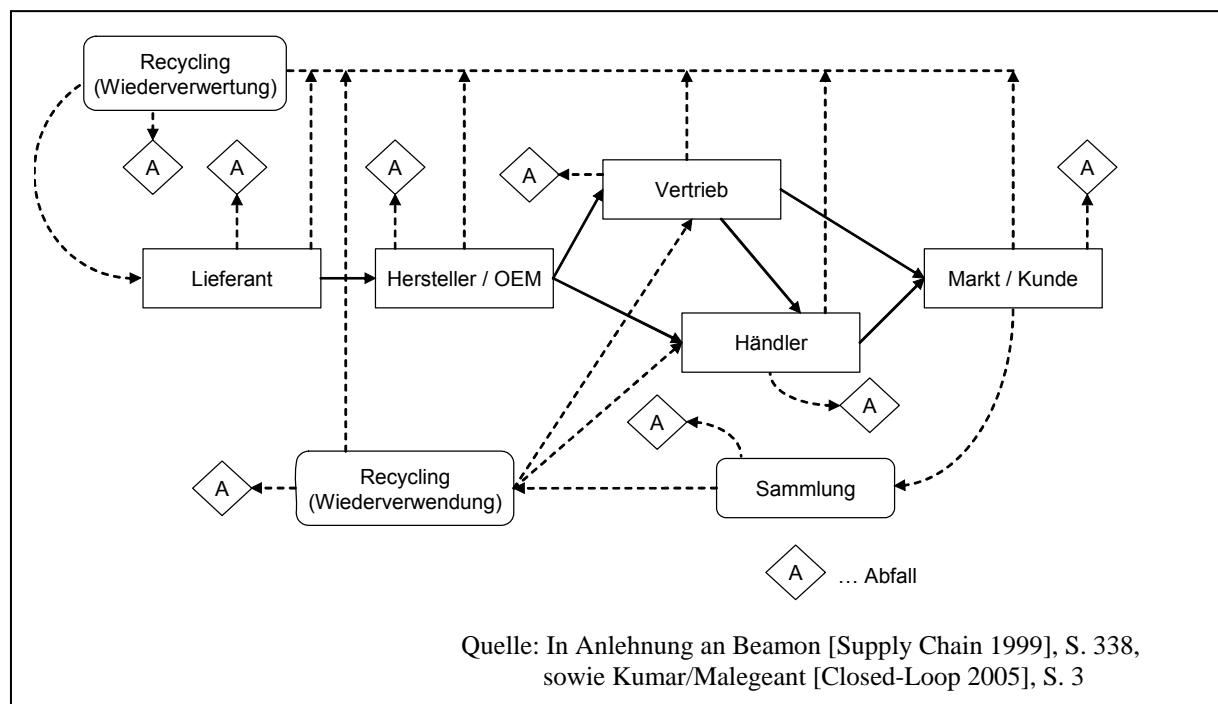 Recycling
(Wiederverwertung)
A
A
A
A
Vertrieb
A
Lieferant
Hersteller / OEM
Markt / Kunde
Händler
A
A
Recycling
(Wiederverwendung)
A
Sammlung
A
… Abfall
Quelle: In Anlehnung an Beamon [Supply Chain 1999], S. 338,
sowie Kumar/Malegeant [Closed-Loop 2005], S. 3